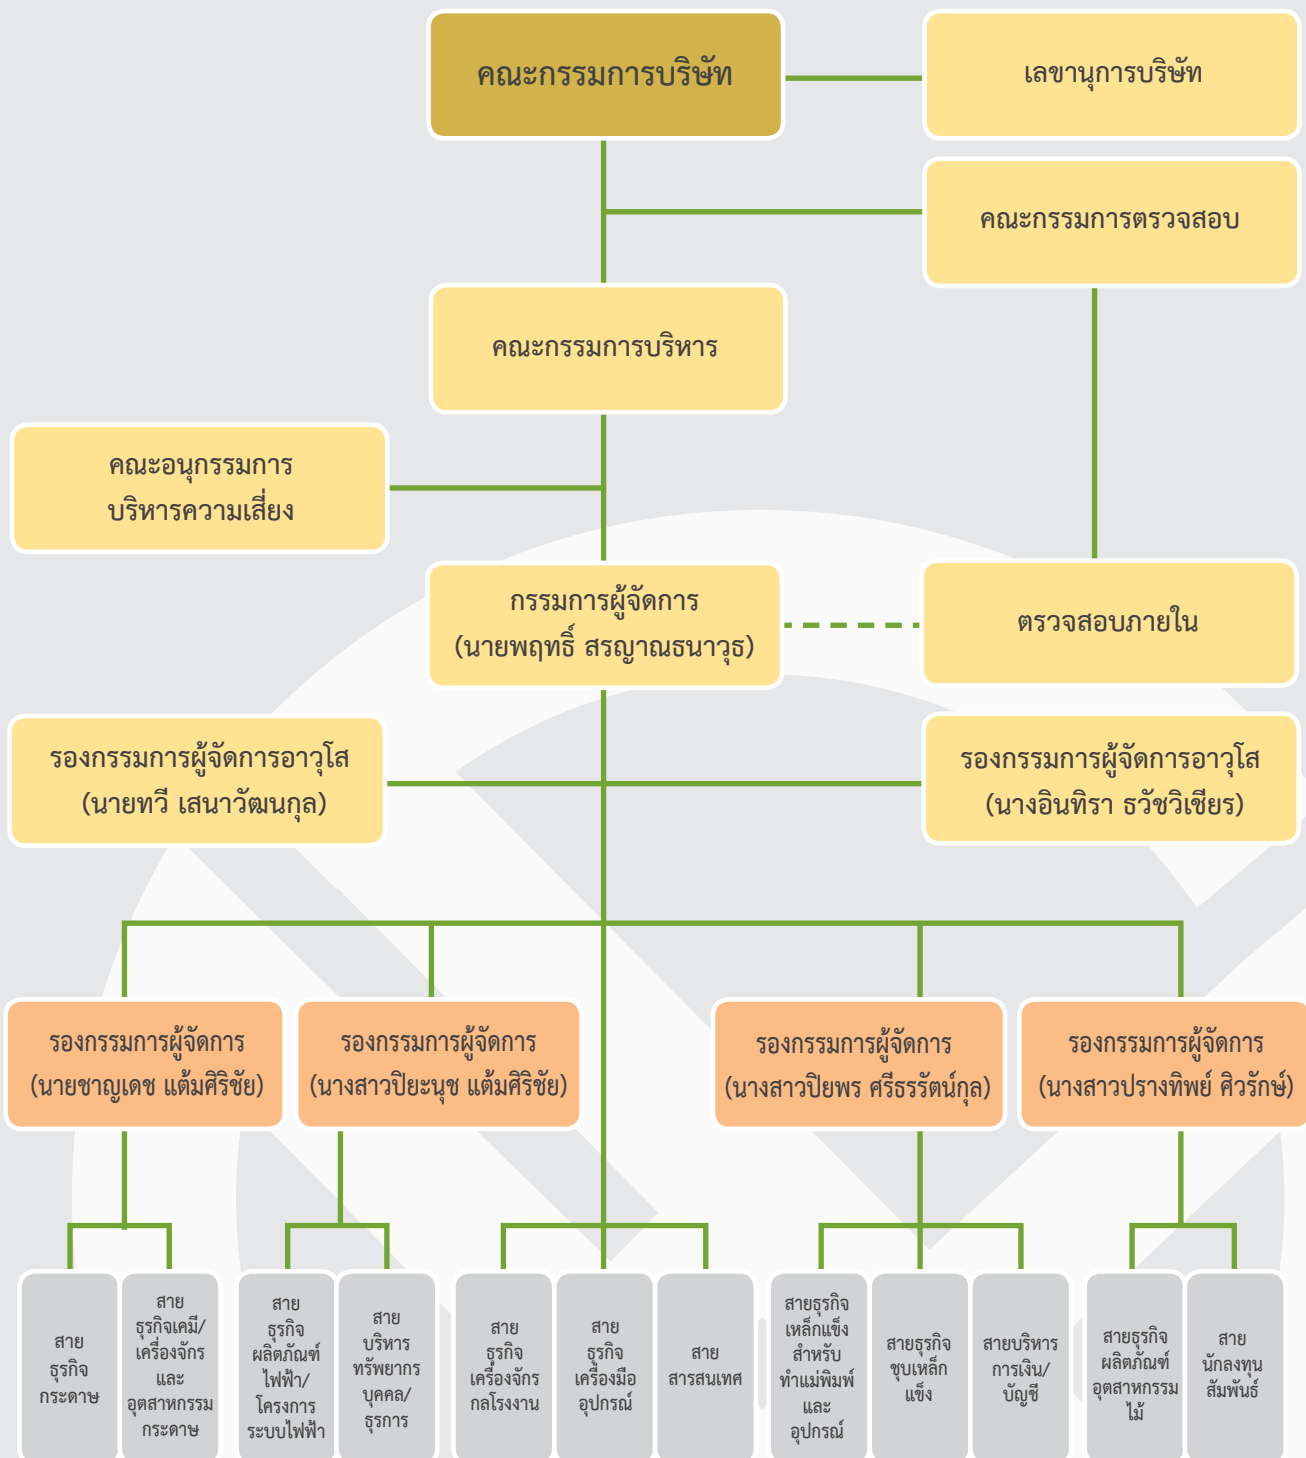 คณะกรรมการบริษัท
เลขานุการบริษัท
คณะกรรมการตรวจสอบ
คณะกรรมการบริหาร
คณะอนุกรรมการ
บริหารความเสี่ยง
กรรมการผู้จัดการ
(นายพฤทธิ์ สรญาณธนาวุธ)
ตรวจสอบภายใน
รองกรรมการผู้จัดการอาวุโส
(นายทวี เสนาวัฒนกุล)
รองกรรมการผู้จัดการอาวุโส
(นางอินทิรา ธวัชวิเชียร)
รองกรรมการผู้จัดการ
(นายชาญเดช แต้มศิริชัย)
รองกรรมการผู้จัดการ
(นางสาวปิยะนุช แต้มศิริชัย)
รองกรรมการผู้จัดการ
(นางสาวปิยพร ศรีธรรัตน์กุล)
รองกรรมการผู้จัดการ
(นางสาวปรางทิพย์ ศิวรักษ์)
สาย
ธุรกิจ
กระดาษ
สาย
ธุรกิจเคมี/
เครื่องจักร
และ
อุตสาหกรรม
กระดาษ
สาย
ธุรกิจ
ผลิตภัณฑ์
ไฟฟ้า/
โครงการ
ระบบไฟฟ้า
สาย
บริหาร
ทรัพยากร
บุคคล/
ธุรการ
สาย
ธุรกิจ
เครื่องจักร
กลโรงงาน
สาย
ธุรกิจ
เครื่องมือ
อุปกรณ์
สาย
สารสนเทศ
สายธุรกิจ
เหล็กแข็ง
สำหรับ
ทำแม่พิมพ์
และ
อุปกรณ์
สายธุรกิจ
ชุบเหล็ก
แข็ง
สายบริหาร
การเงิน/
บัญชี
สายธุรกิจ
ผลิตภัณฑ์
อุตสาหกรรม
ไม้
สาย
นักลงทุน
สัมพันธ์